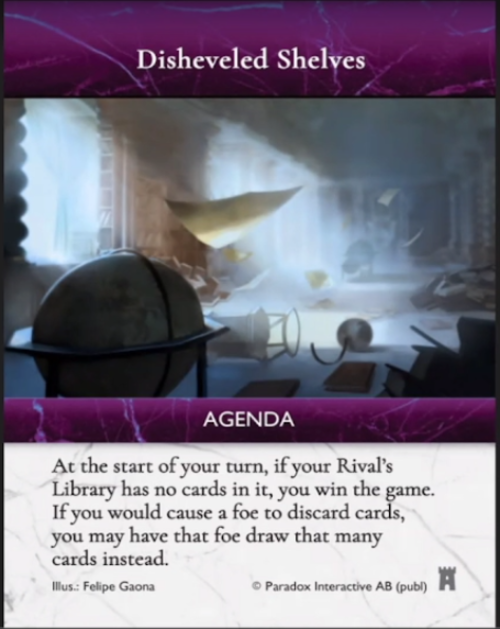 Disheveled Shelves
AGENDA
At the start of your turn, if your Rival's
Library has no cards in it, you win the game.
If you would cause a foe to discard cards,
you may have that foe draw that many
cards instead.
Illus.: Felipe Gaona © Paradox Interactive AB (publ)